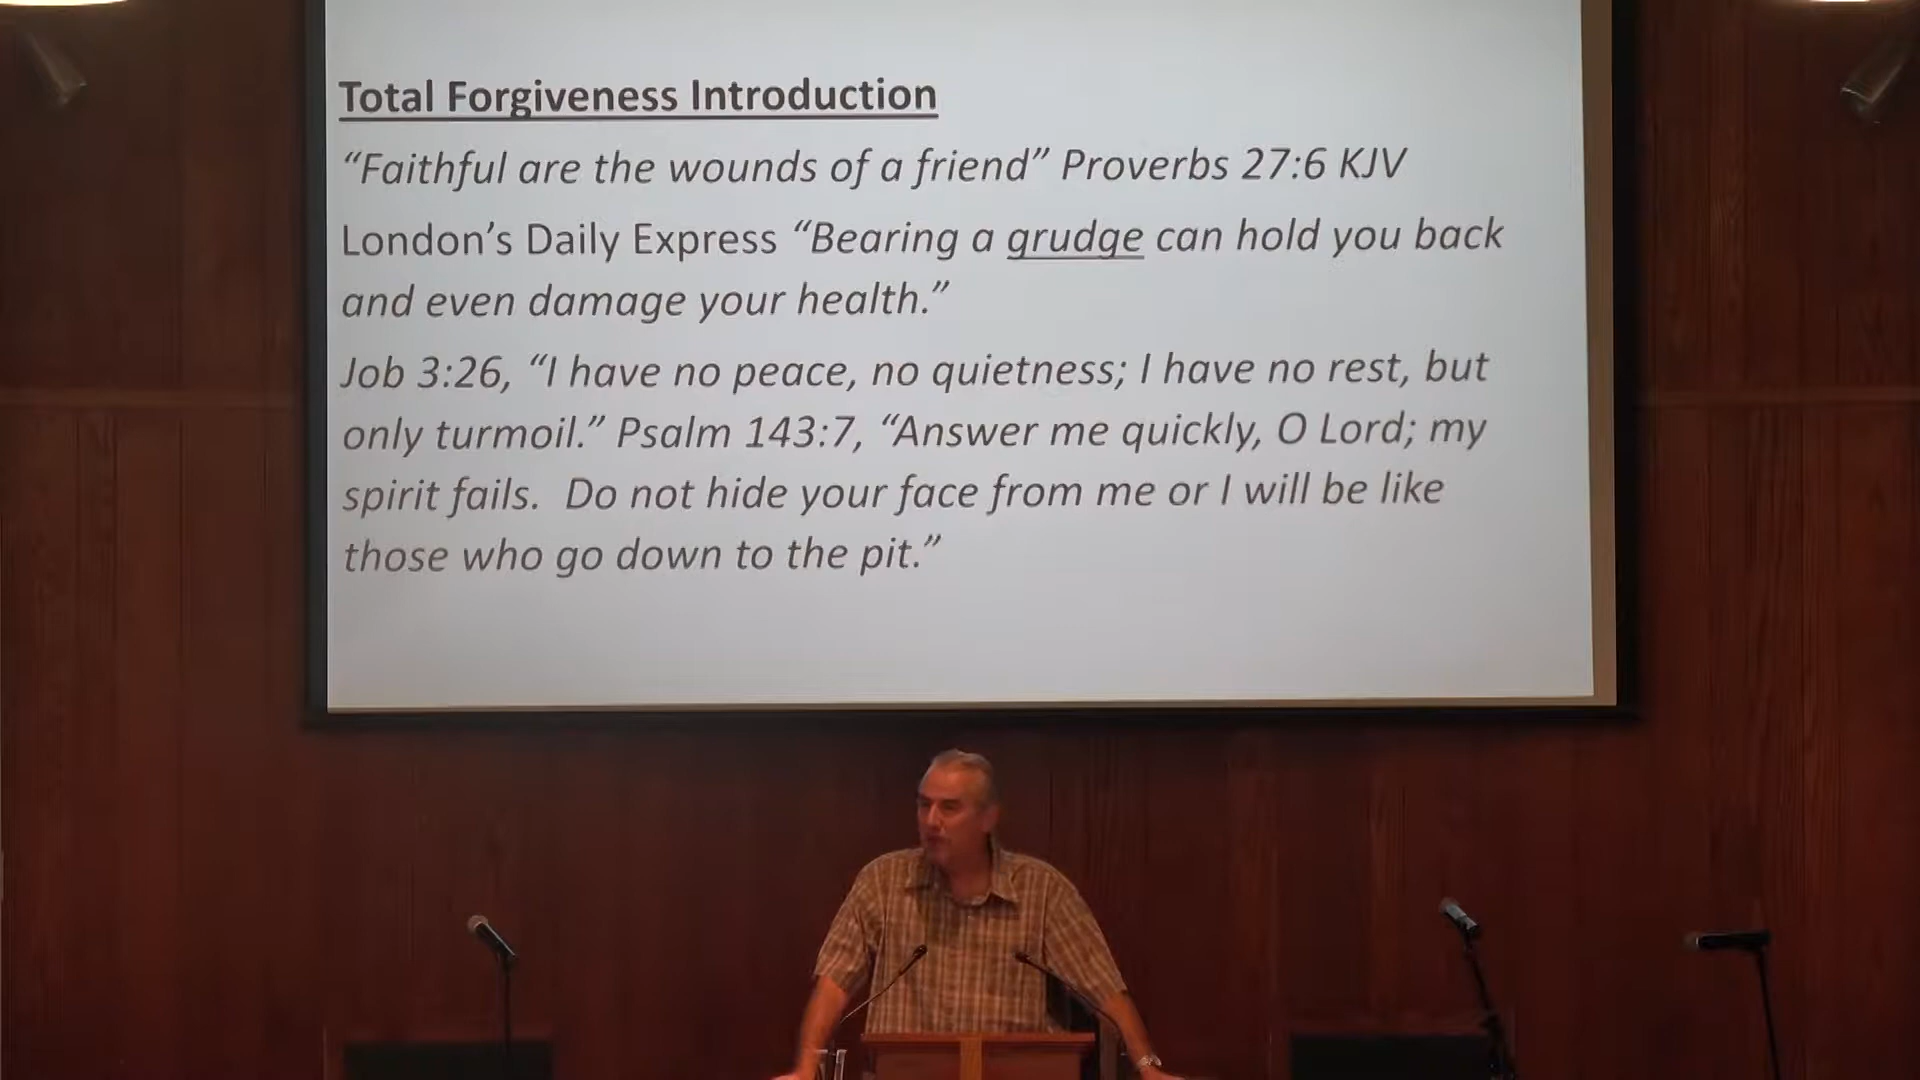 Total Forgiveness Introduction
“Faithful are the wounds of a friend” Proverbs 27:6 KJV
London’s Daily Express “Bearing a grudge can hold you back
and even damage your health.”
Job 3:26, “I have no peace, no quietness; I have no rest, but
only turmoil.” Psalm 143:7, “Answer me quickly, O Lord; my
spirit fails.  Do not hide your face from me or I will be like
those who go down to the pit.”